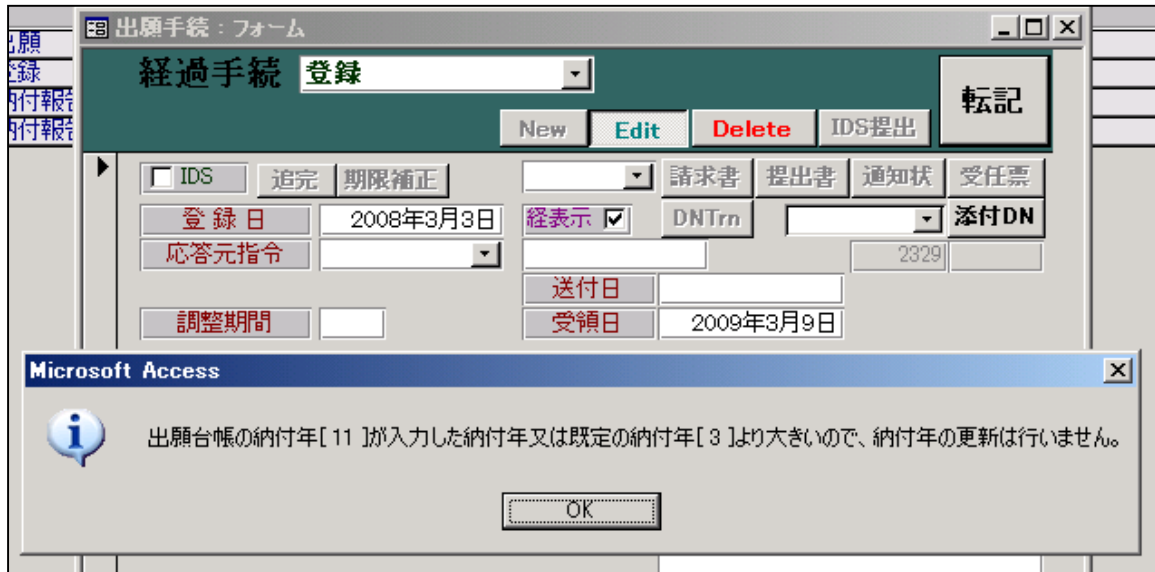 出願手続 : フォーム
出願
登録
納付報告
納付報告
経過手続 登録
転記
New Edit Delete IDS提出
IDS 追完 期限補正 請求書 提出書 通知状 受任票
登録日 2008年3月3日 経表示 DNTrn 添付DN
応答元指令 2329
送付日
調整期間 受領日 2009年3月9日
Microsoft Access
出願台帳の納付年[ 11 ]が入力した納付年又は既定の納付年[ 3 ]より大きいので、納付年の更新は行いません。
OK